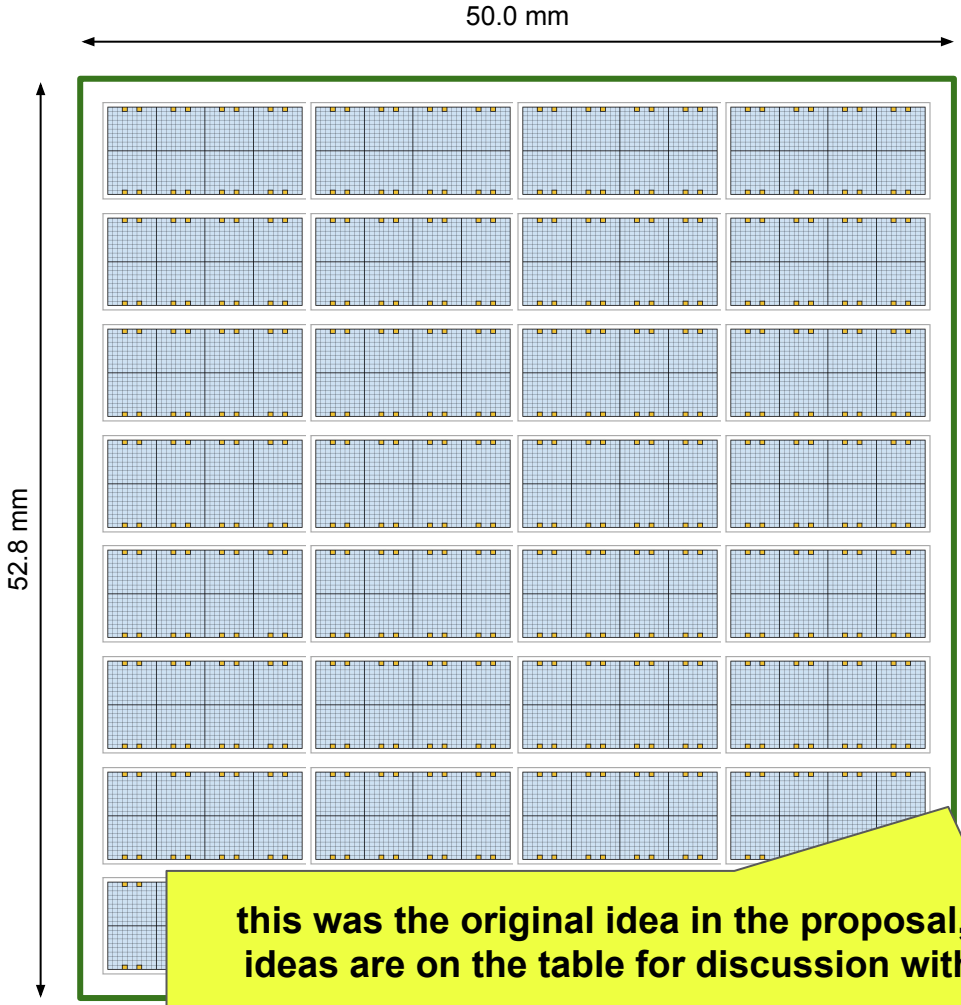 50.0 mm
52.8 mm
this was the original idea in the proposal,
ideas are on the table for discussion with